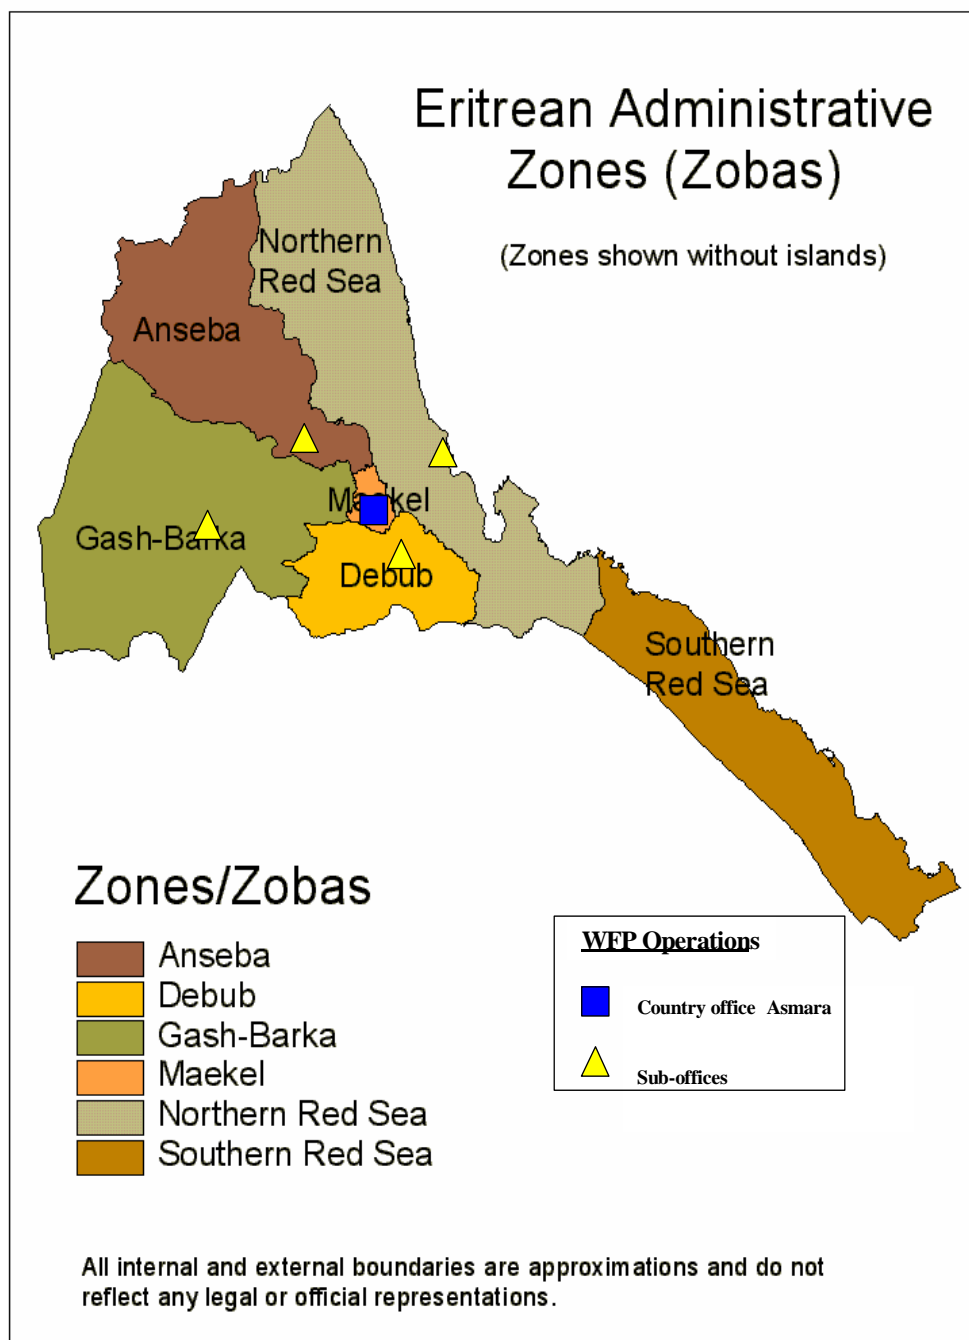 Eritrean Administrative
Zones (Zobas)
(Zones shown without islands)
Northern
Red Sea
Anseba
Maekel
Gash-Barka
Debub
Southern
Red Sea
Zones/Zobas
Anseba
Debub
Gash-Barka
Maekel
Northern Red Sea
Southern Red Sea
WFP Operations
Country office Asmara
Sub-offices
All internal and external boundaries are approximations and do not
reflect any legal or official representations.